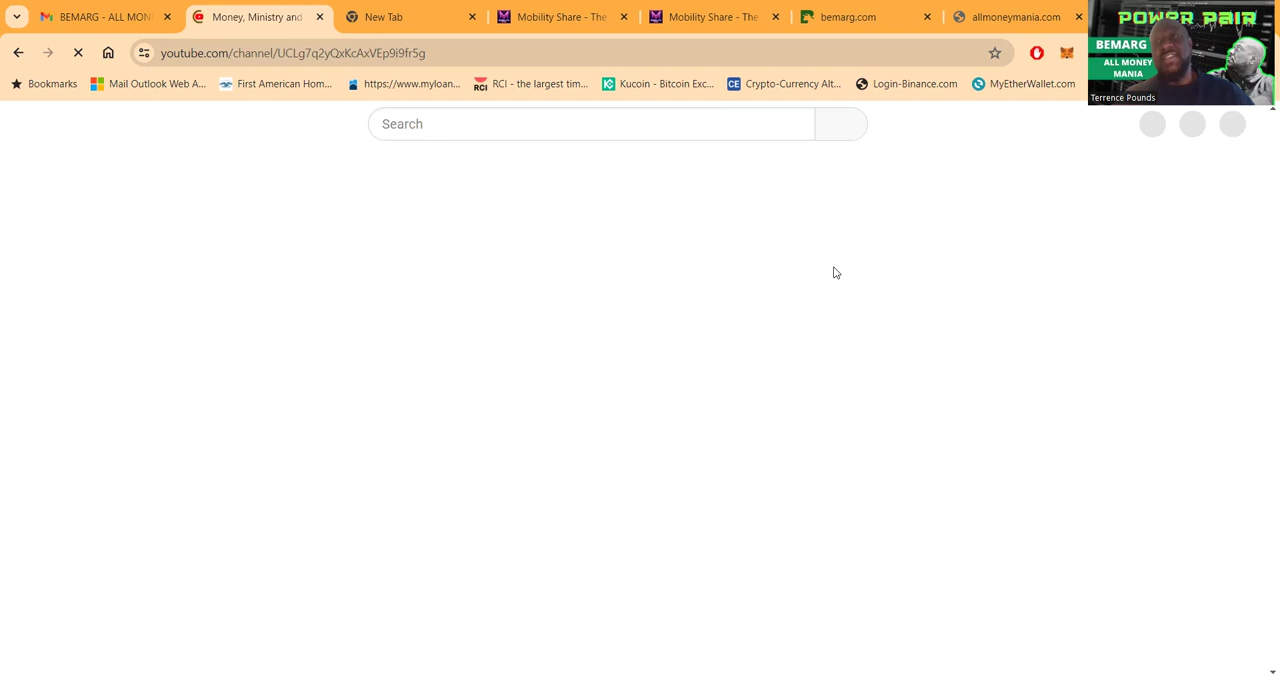 BEMARG - ALL MON
Money, Ministry and
New Tab
Mobility Share - The
Mobility Share - The
bemarg.com
allmoneymania.com
youtube.com/channel/UCLg7q2yQxKcAxVEp9i9fr5g
Bookmarks
Mail Outlook Web A...
First American Hom...
https://www.myloan...
RCI
RCI - the largest tim...
Kucoin - Bitcoin Exc...
CE
Crypto-Currency Alt...
Login-Binance.com
MyEtherWallet.com
POWER PAIR
BEMARG
ALL MONEY
MANIA
Terrence Pounds
Search